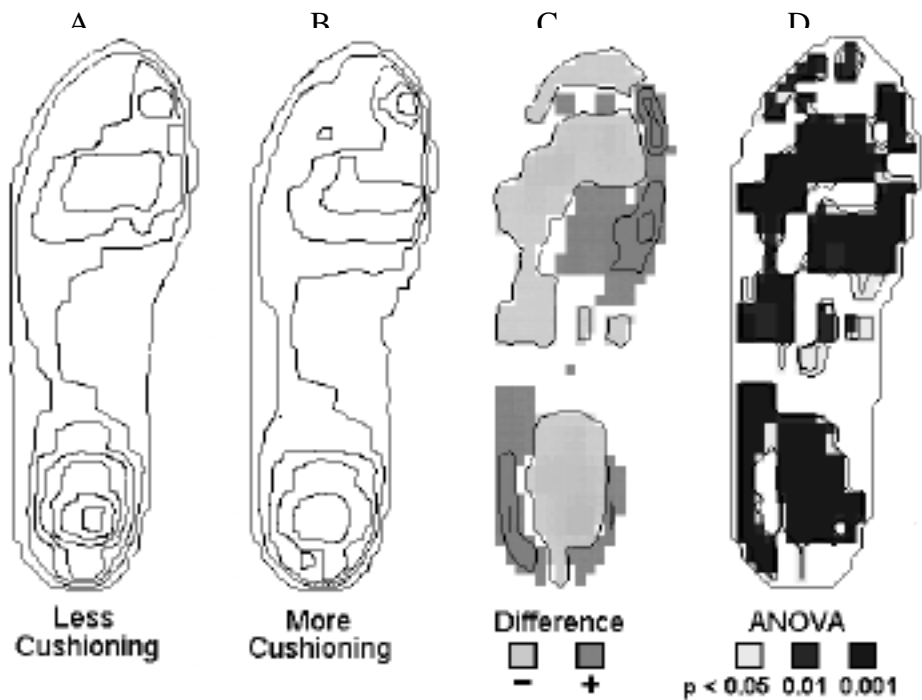 A B C D
Less Cushioning
More Cushioning
Difference
- +
ANOVA
p < 0.05 0.01 0.001